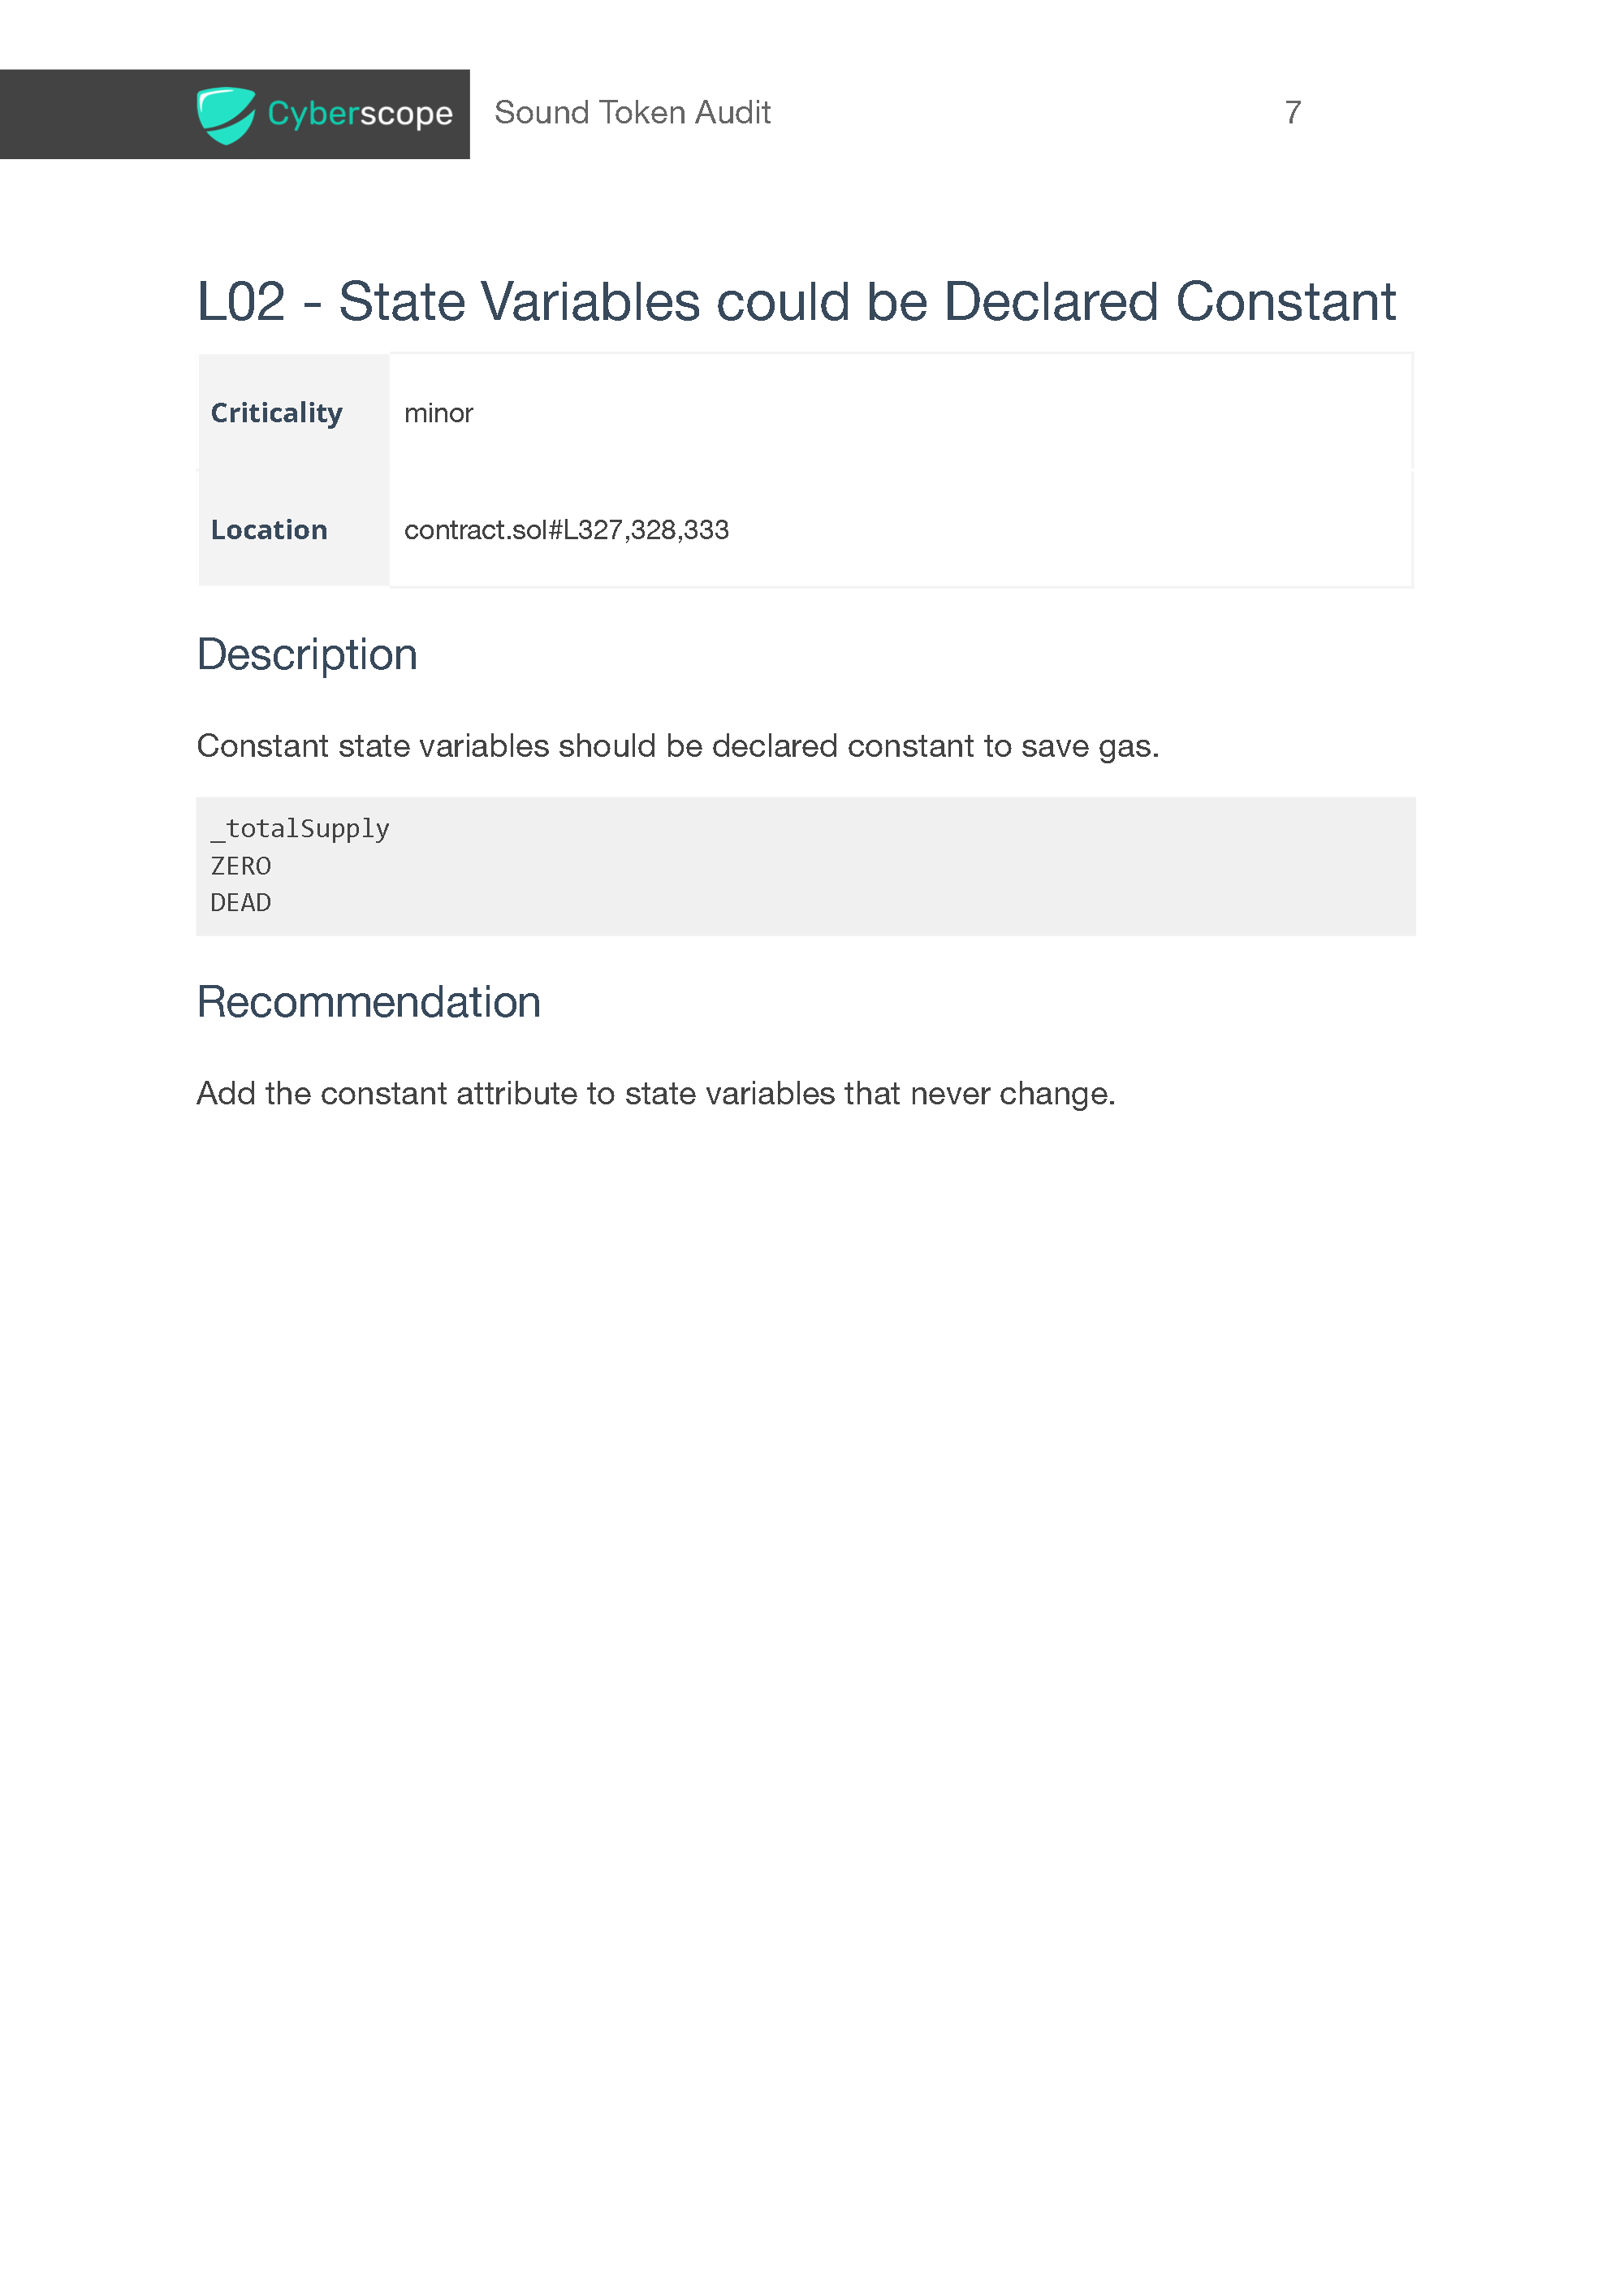 Cyberscope Sound Token Audit 7
L02 - State Variables could be Declared Constant
Criticality minor
Location contract.sol#L327,328,333
Description
Constant state variables should be declared constant to save gas.
_totalSupply
ZERO
DEAD
Recommendation
Add the constant attribute to state variables that never change.